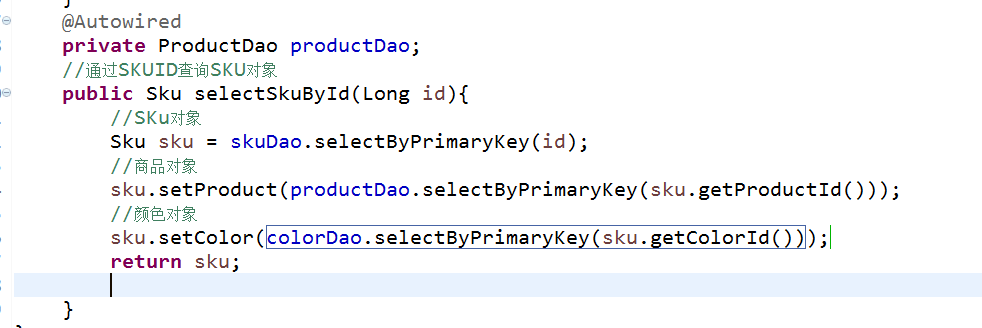 }
@Autowired
private ProductDao productDao;
//通过SKUID查询SKU对象
public Sku selectSkuById(Long id){
//SKu对象
Sku sku = skuDao.selectByPrimaryKey(id);
//商品对象
sku.setProduct(productDao.selectByPrimaryKey(sku.getProductId()));
//颜色对象
sku.setColor(colorDao.selectByPrimaryKey(sku.getColorId()));
return sku;
}